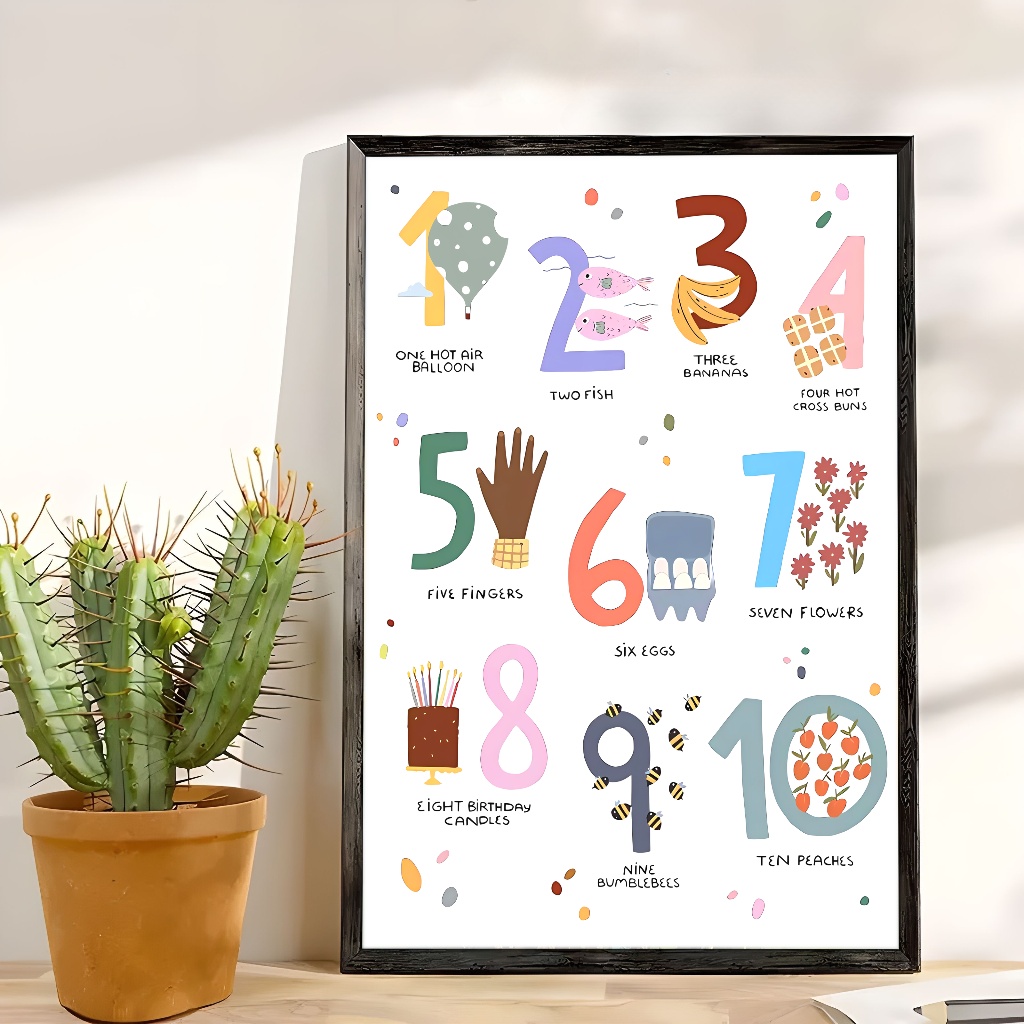 1
ONE HOT AIR
BALLOON
2
TWO FISH
3
THREE
BANANAS
4
FOUR HOT
CROSS BUNS
5
FIVE FINGERS
6
SIX EGGS
7
SEVEN FLOWERS
8
EIGHT BIRTHDAY
CANDLES
9
NINE
BUMBLEBEES
10
TEN PEACHES